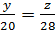 y/20 = z/28